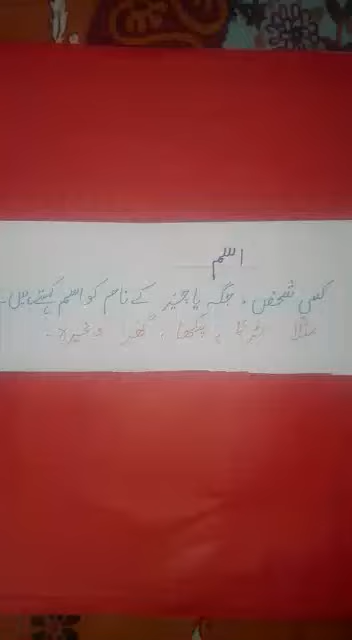 اسم
کسی شخص، جگہ یا چیز کے نام کو اسم کہتے ہیں۔
مثلاً لڑکا، پنکھا، گھر وغیرہ۔